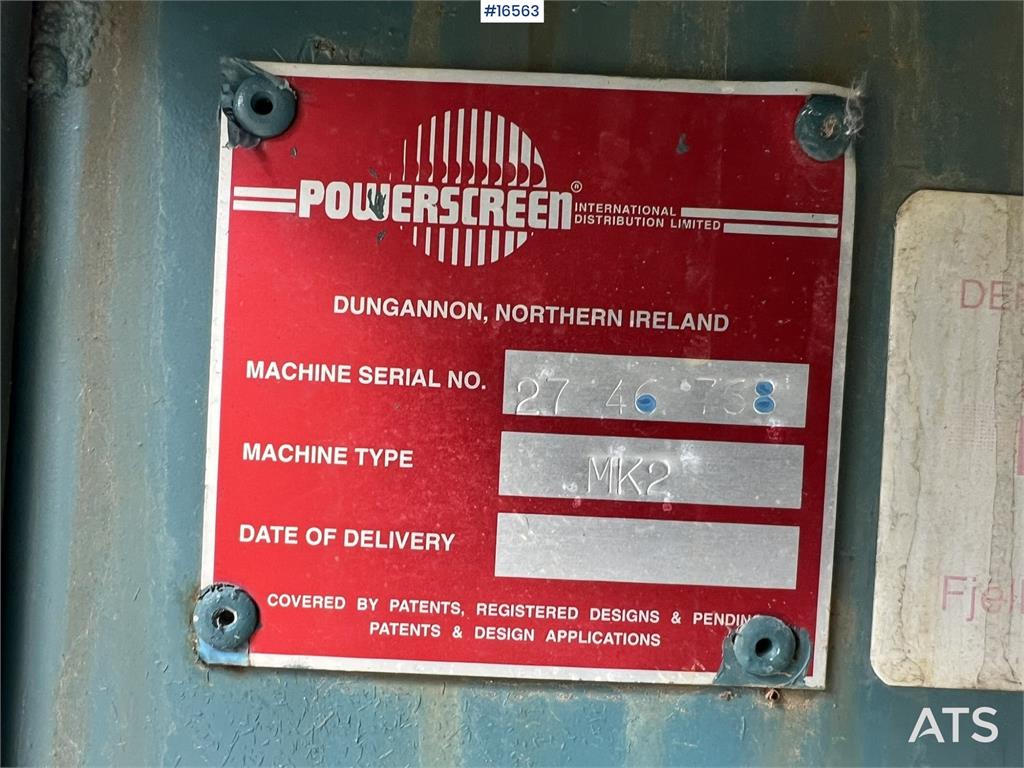 #16563
POWERSCREEN®
INTERNATIONAL
DISTRIBUTION LIMITED
DUNGANNON, NORTHERN IRELAND
MACHINE SERIAL NO. 27 46 738
MACHINE TYPE MK2
DATE OF DELIVERY
COVERED BY PATENTS, REGISTERED DESIGNS & PENDING
PATENTS & DESIGN APPLICATIONS
ATS